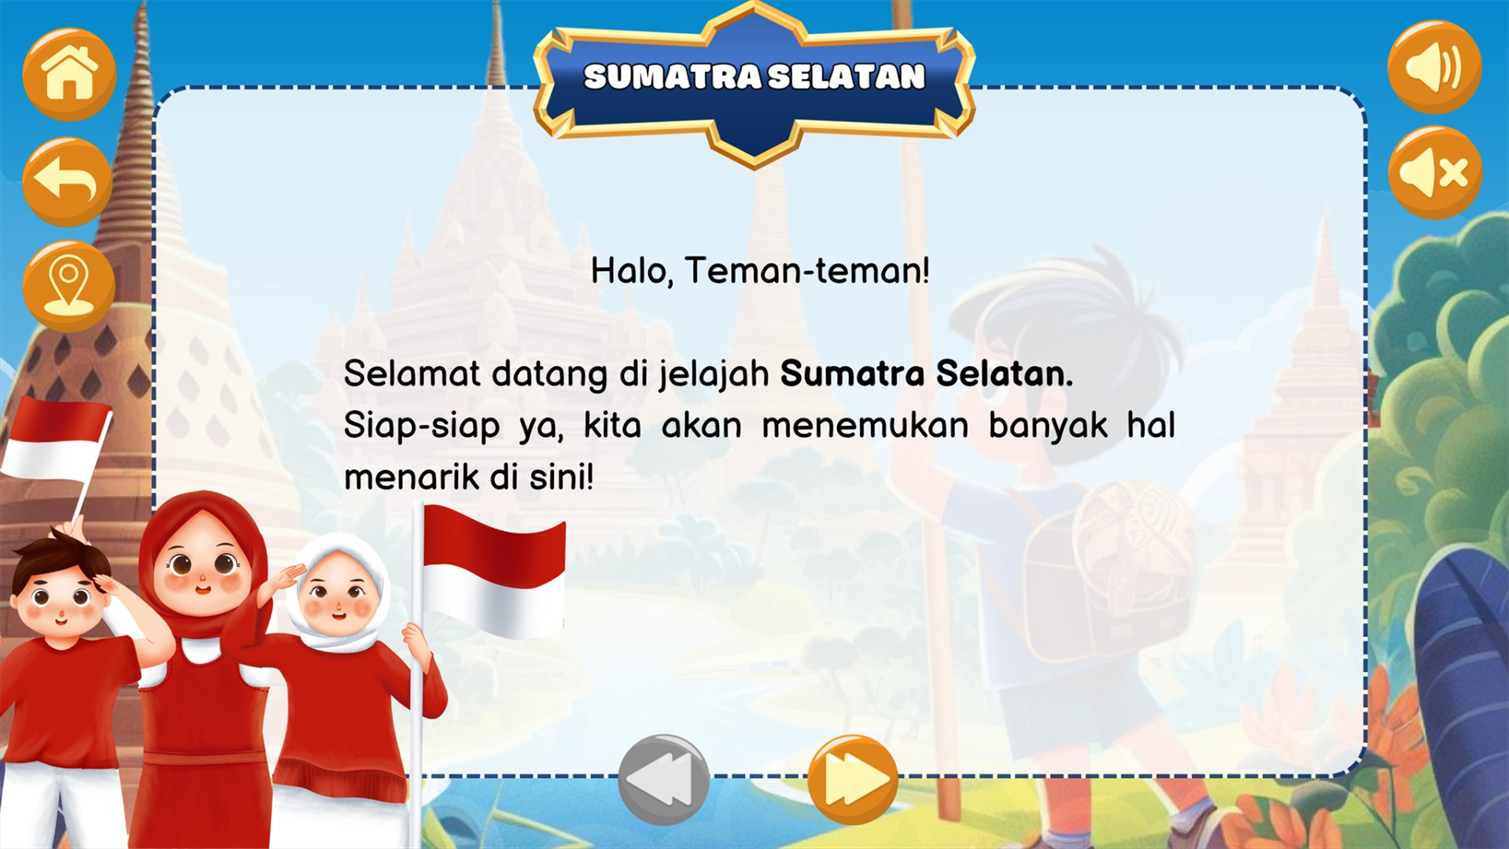 SUMATRA SELATAN
Halo, Teman-teman!
Selamat datang di jelajah Sumatra Selatan.
Siap-siap ya, kita akan menemukan banyak hal
menarik di sini!